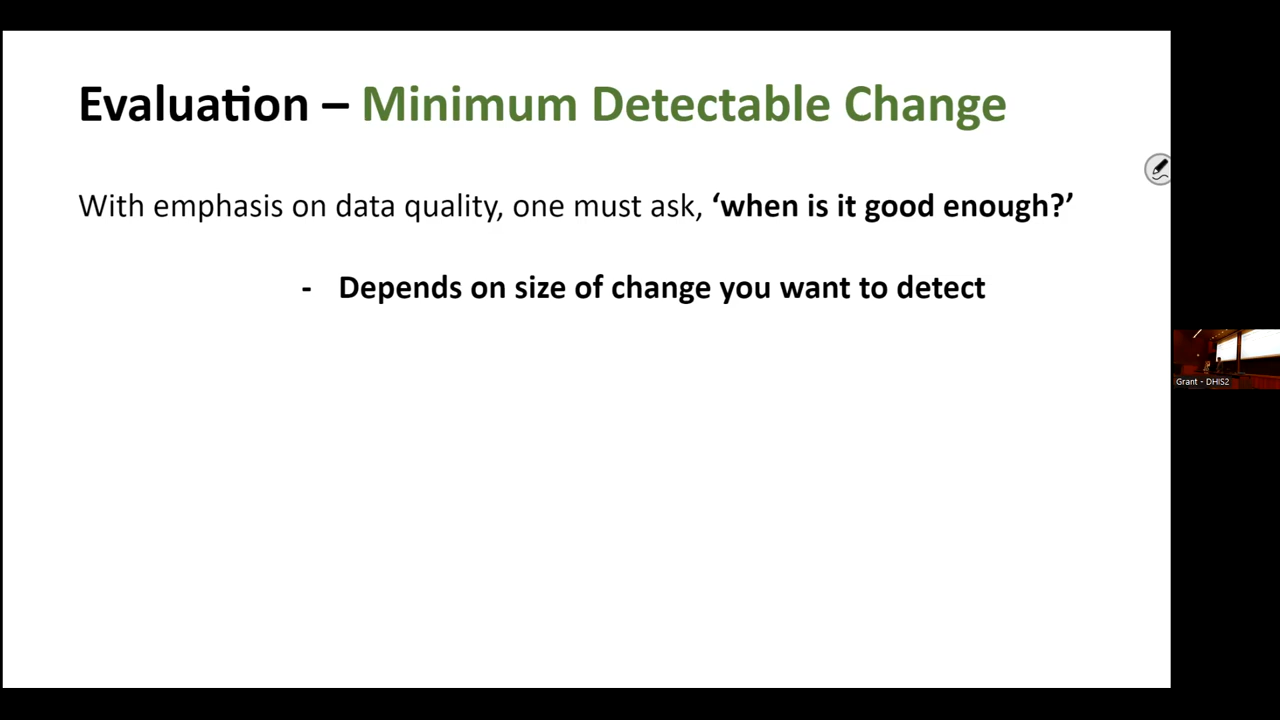 Evaluation – Minimum Detectable Change
With emphasis on data quality, one must ask, ‘when is it good enough?’
- Depends on size of change you want to detect
Grant - DHIS2